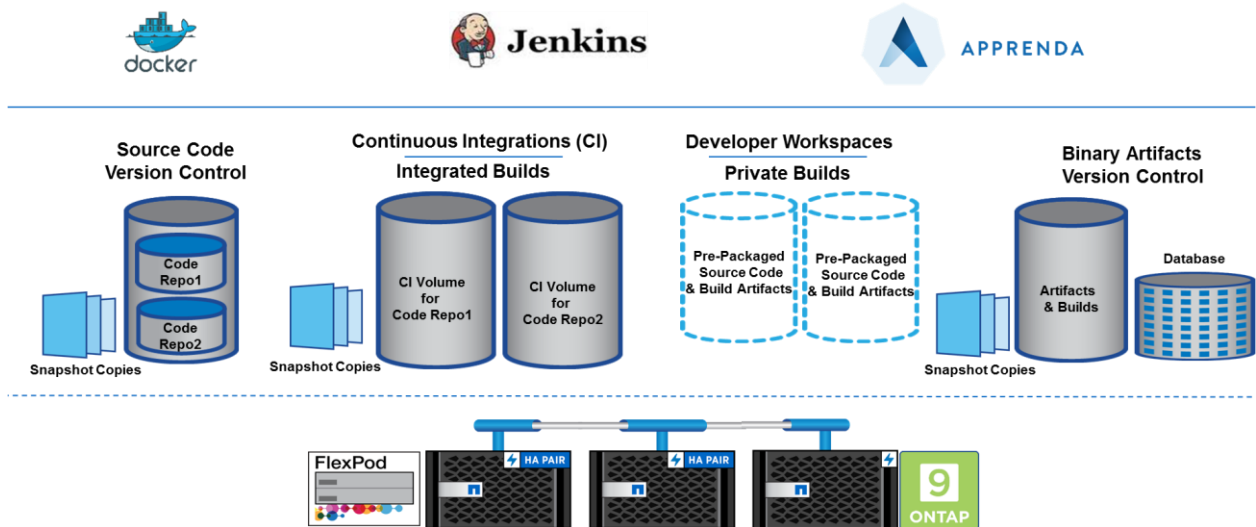 docker
Jenkins
APPRENDA
Source Code
Version Control
Code
Repo1
Code
Repo2
Snapshot Copies
Continuous Integrations (CI)
Integrated Builds
CI Volume
for
Code Repo1
CI Volume
for
Code Repo2
Snapshot Copies
Developer Workspaces
Private Builds
Pre-Packaged
Source Code
& Build Artifacts
Pre-Packaged
Source Code
& Build Artifacts
Binary Artifacts
Version Control
Artifacts
& Builds
Database
Snapshot Copies
FlexPod
HA PAIR
HA PAIR
9
ONTAP